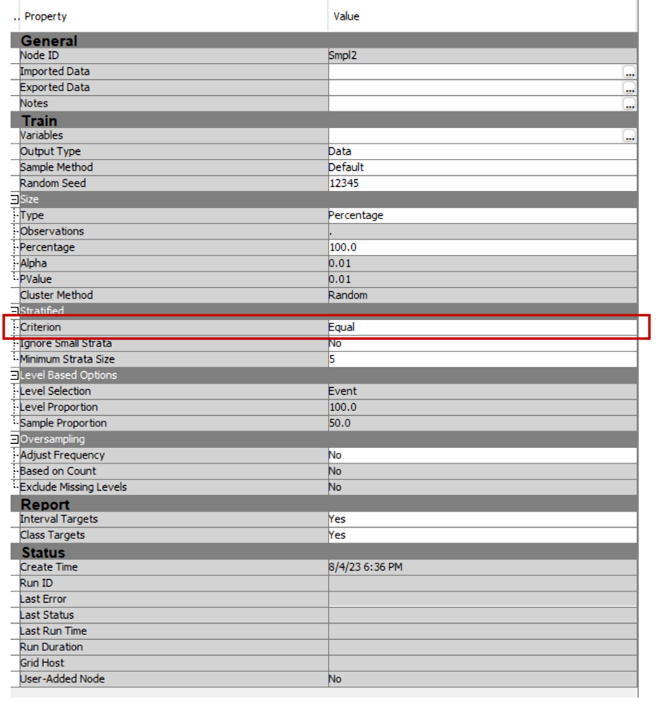 .. Property Value
General
Node ID Smpl2
Imported Data ...
Exported Data ...
Notes ...
Train
Variables ...
Output Type Data
Sample Method Default
Random Seed 12345
Size
Type Percentage
Observations .
Percentage 100.0
Alpha 0.01
PValue 0.01
Cluster Method Random
Stratified
Criterion Equal
Ignore Small Strata No
Minimum Strata Size 5
Level Based Options
Level Selection Event
Level Proportion 100.0
Sample Proportion 50.0
Oversampling
Adjust Frequency No
Based on Count No
Exclude Missing Levels No
Report
Interval Targets Yes
Class Targets Yes
Status
Create Time 8/4/23 6:36 PM
Run ID
Last Error
Last Status
Last Run Time
Run Duration
Grid Host
User-Added Node No